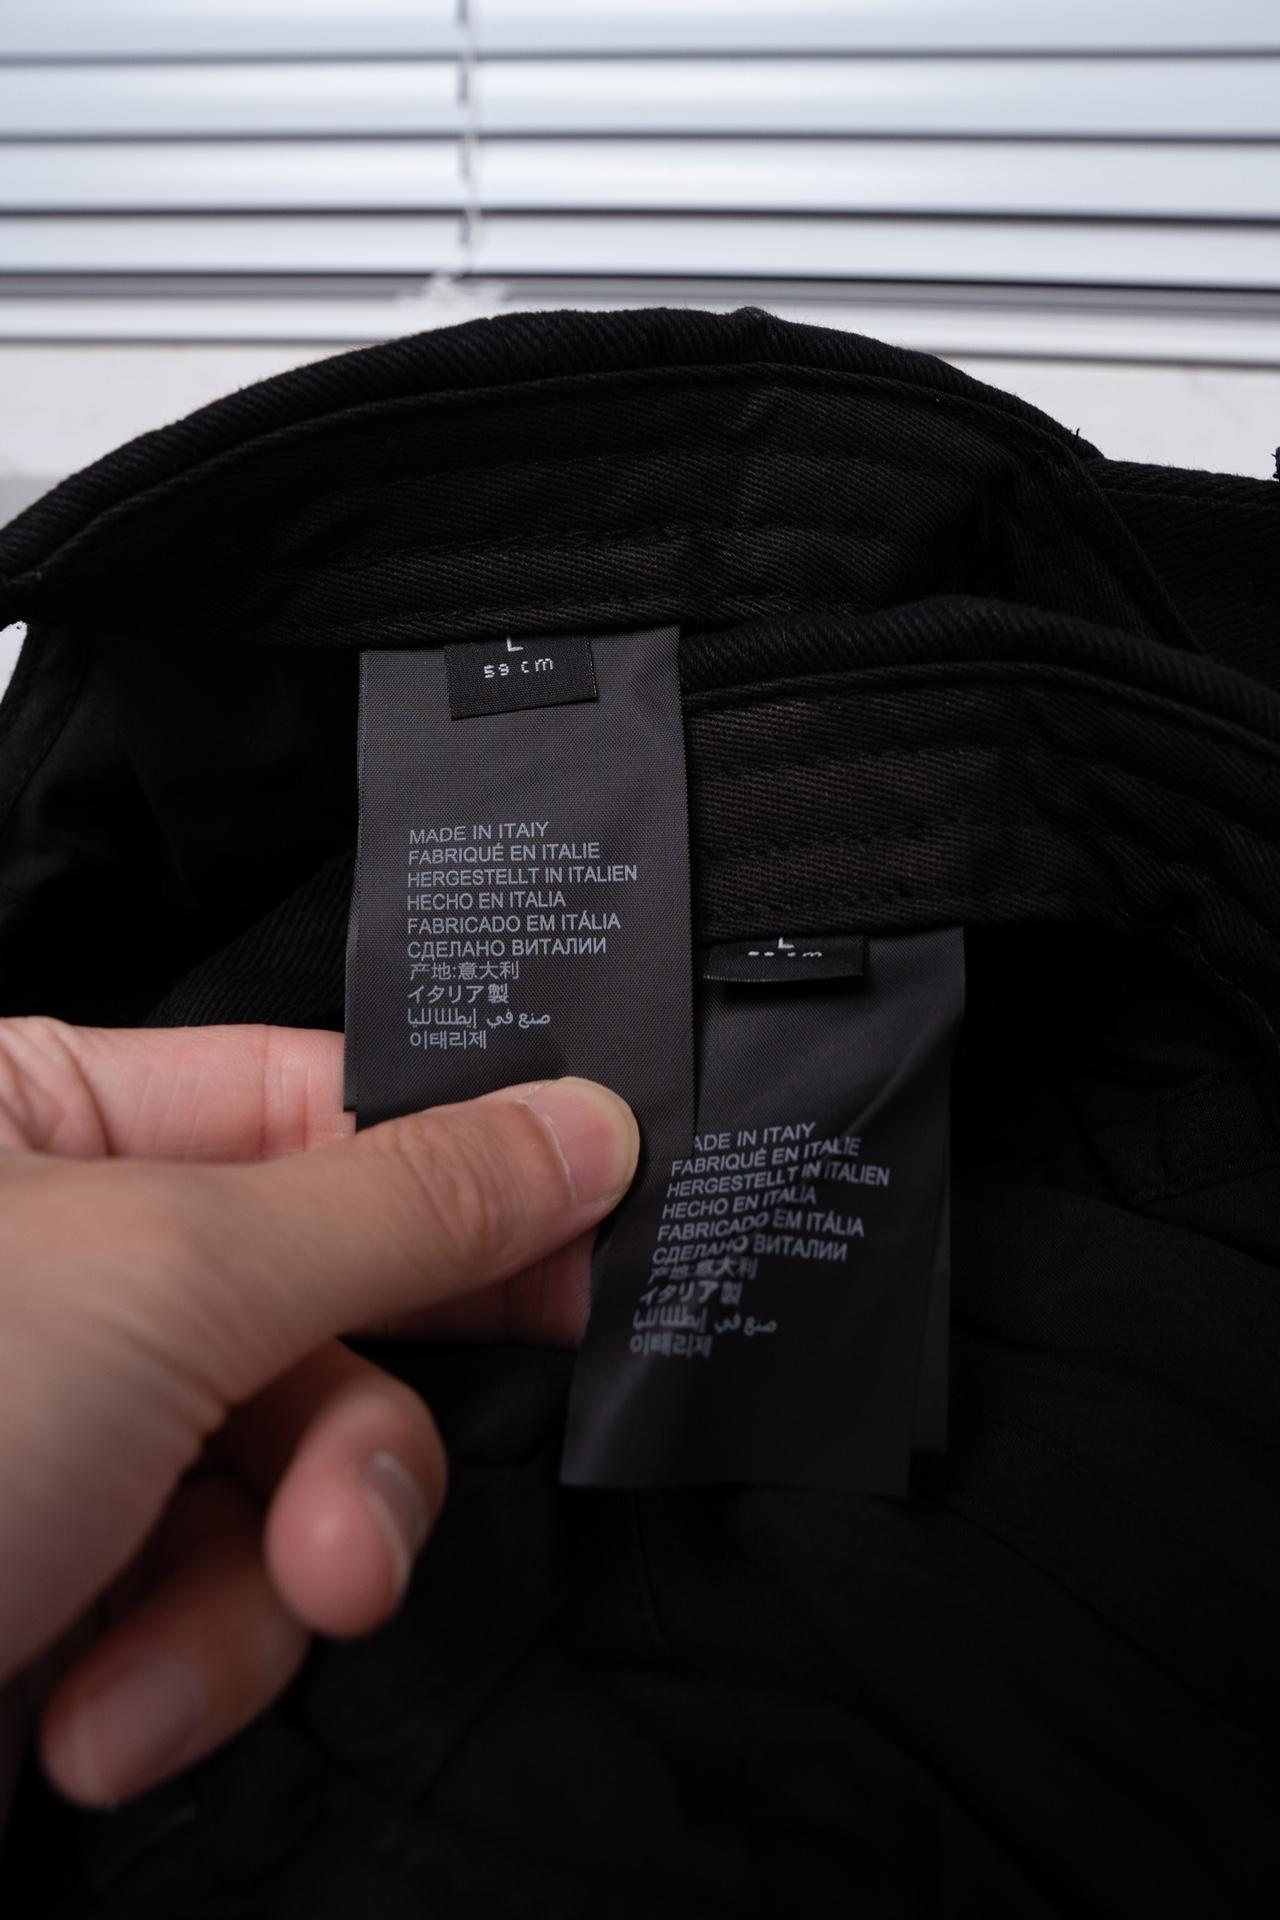 L
59 cm
MADE IN ITAIY
FABRIQUÉ EN ITALIE
HERGESTELLT IN ITALIEN
HECHO EN ITALIA
FABRICADO EM ITÁLIA
СДЕЛАНО ВИТАЛИИ
产地:意大利
イタリア製
صنع في إيطلتالليا
이태리제
L
ADE IN ITAIY
FABRIQUÉ EN ITALIE
HERGESTELLT IN ITALIEN
HECHO EN ITALIA
FABRICADO EM ITÁLIA
СДЕЛАНО ВИТАЛИИ
产地:意大利
イタリア製
صنع في إيطلتالليا
이태리제